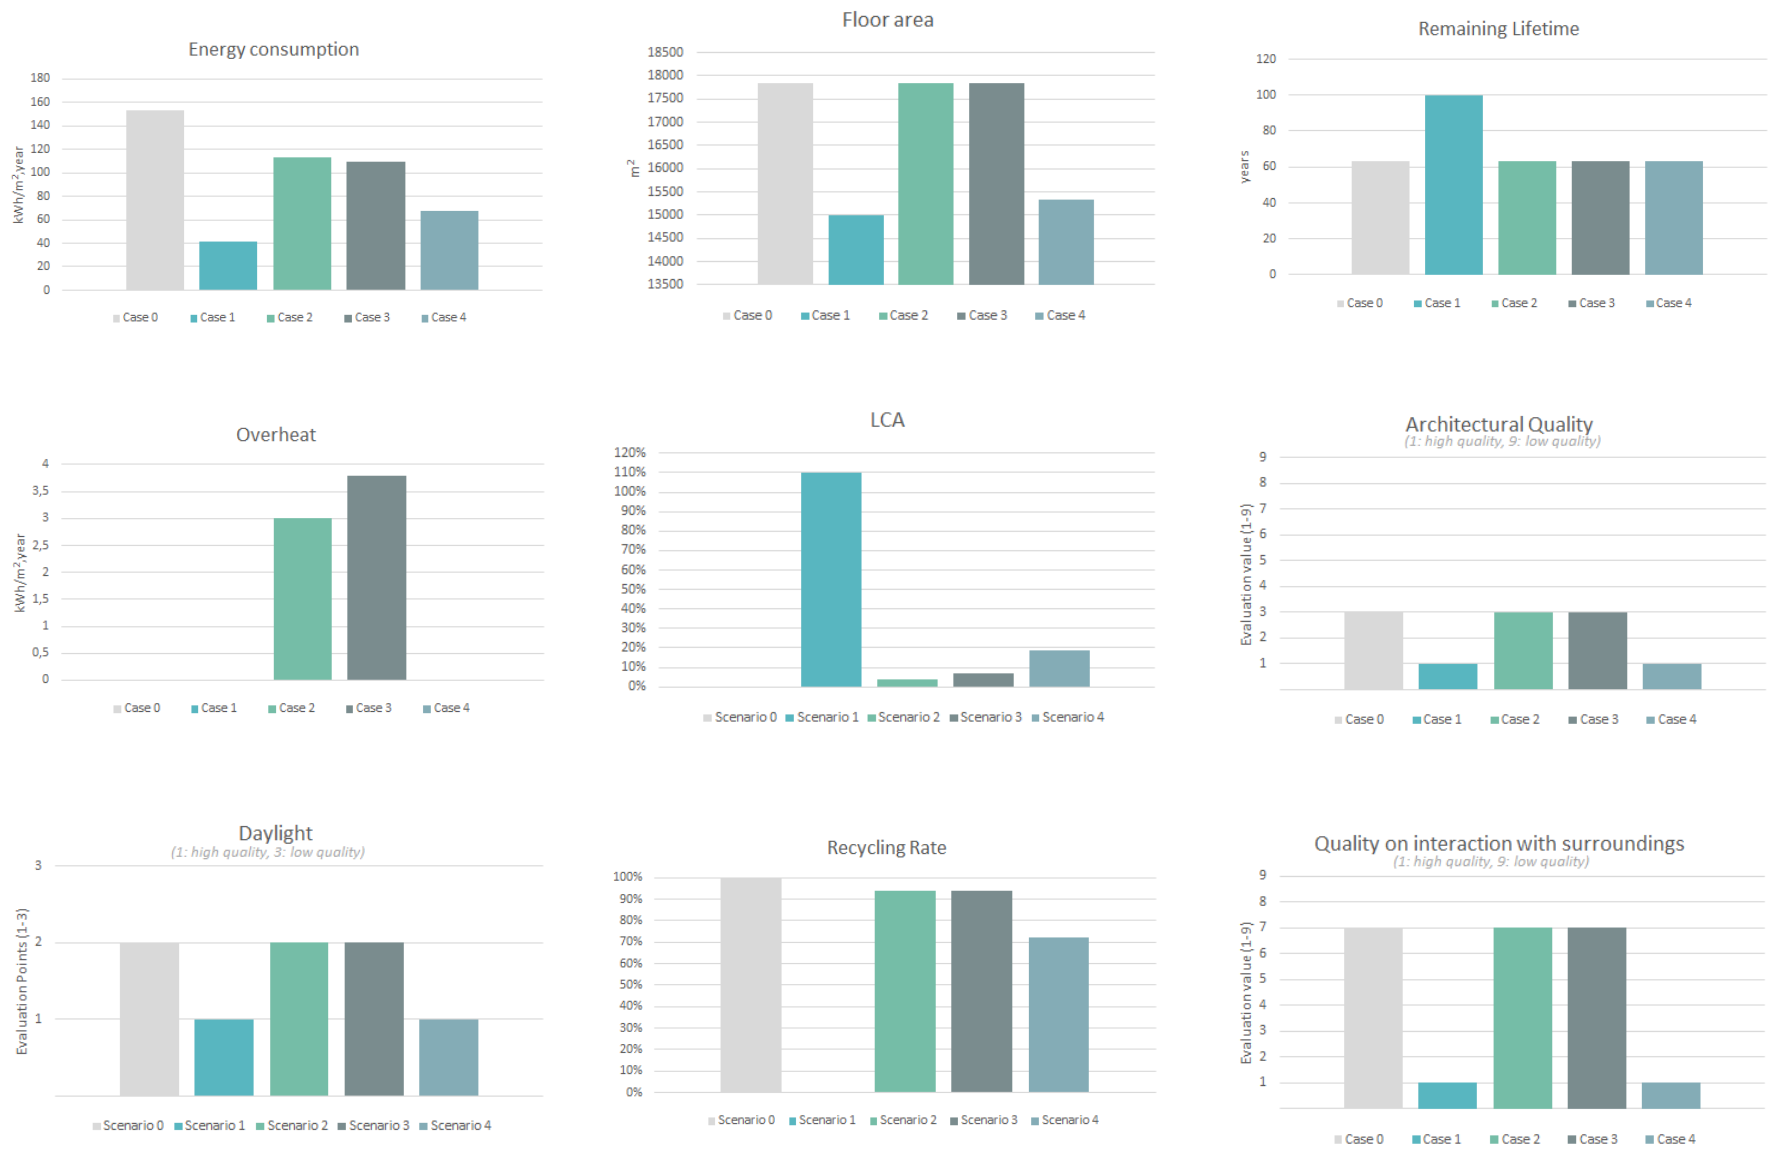 Energy consumption
180
160
140
120
100
80
60
40
20
0
kWh/m²,year
Case 0 Case 1 Case 2 Case 3 Case 4
Floor area
18500
18000
17500
17000
16500
16000
15500
15000
14500
14000
13500
m²
Case 0 Case 1 Case 2 Case 3 Case 4
Remaining Lifetime
120
100
80
60
40
20
0
years
Case 0 Case 1 Case 2 Case 3 Case 4
Overheat
4
3,5
3
2,5
2
1,5
1
0,5
0
kWh/m²,year
Case 0 Case 1 Case 2 Case 3 Case 4
LCA
120%
110%
100%
90%
80%
70%
60%
50%
40%
30%
20%
10%
0%
Scenario 0 Scenario 1 Scenario 2 Scenario 3 Scenario 4
Architectural Quality
(1: high quality, 9: low quality)
9
8
7
6
5
4
3
2
1
Evaluation value (1-9)
Case 0 Case 1 Case 2 Case 3 Case 4
Daylight
(1: high quality, 3: low quality)
3
2
1
Evaluation Points (1-3)
Scenario 0 Scenario 1 Scenario 2 Scenario 3 Scenario 4
Recycling Rate
100%
90%
80%
70%
60%
50%
40%
30%
20%
10%
0%
Scenario 0 Scenario 1 Scenario 2 Scenario 3 Scenario 4
Quality on interaction with surroundings
(1: high quality, 9: low quality)
9
8
7
6
5
4
3
2
1
Evaluation value (1-9)
Case 0 Case 1 Case 2 Case 3 Case 4